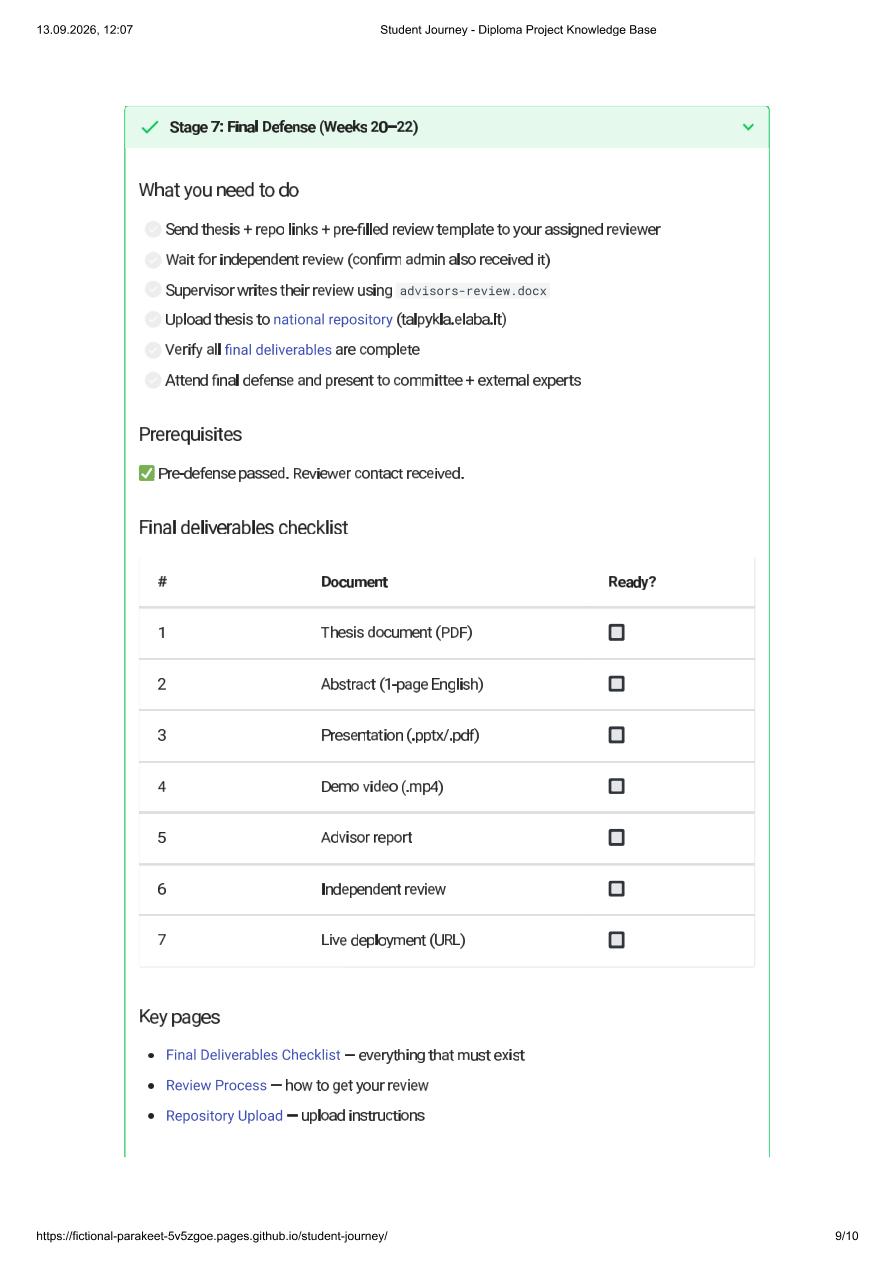 13.09.2026, 12:07
Student Journey - Diploma Project Knowledge Base
Stage 7: Final Defense (Weeks 20–22)
What you need to do
Send thesis + repo links + pre-filled review template to your assigned reviewer
Wait for independent review (confirm admin also received it)
Supervisor writes their review using advisors-review.docx
Upload thesis to national repository (talpykla.elaba.lt)
Verify all final deliverables are complete
Attend final defense and present to committee + external experts
Prerequisites
✅ Pre-defense passed. Reviewer contact received.
Final deliverables checklist
# Document Ready?
1 Thesis document (PDF) ☐
2 Abstract (1-page English) ☐
3 Presentation (.pptx/.pdf) ☐
4 Demo video (.mp4) ☐
5 Advisor report ☐
6 Independent review ☐
7 Live deployment (URL) ☐
Key pages
• Final Deliverables Checklist — everything that must exist
• Review Process — how to get your review
• Repository Upload — upload instructions
https://fictional-parakeet-5v5zgoe.pages.github.io/student-journey/
9/10